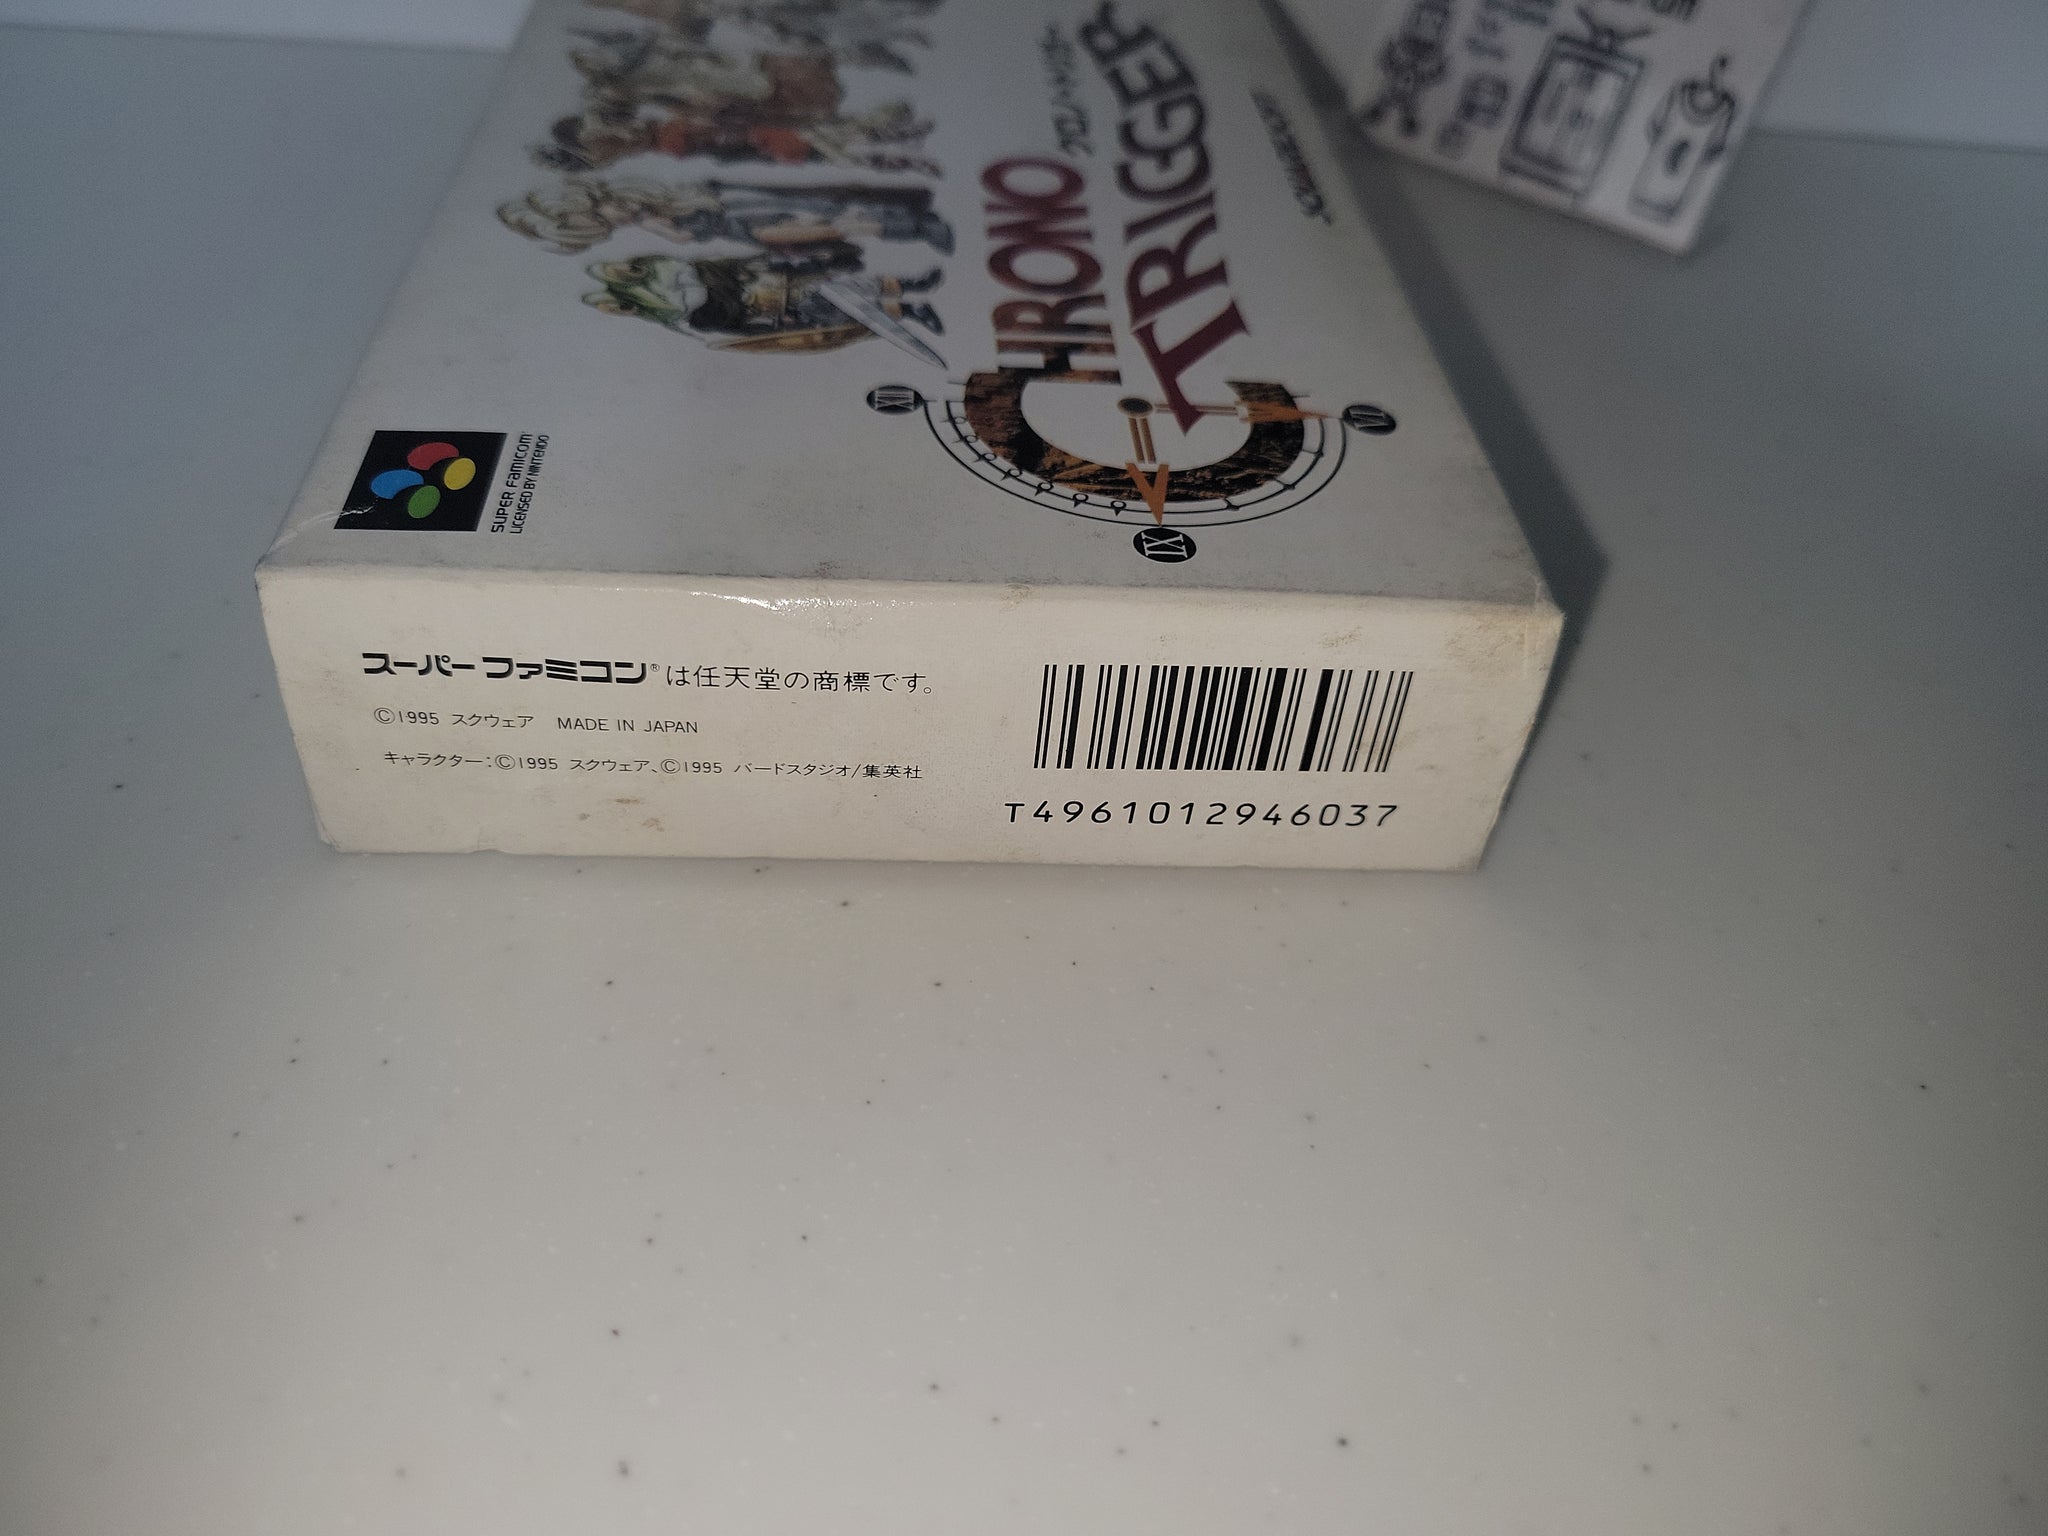 SQUARESOFT
CHRONO
クロノ・トリガー
TRIGGER
XII
VI
IX
SUPER FAMICOM
LICENSED BY NINTENDO
スーパーファミコン®は任天堂の商標です。
©1995 スクウェア MADE IN JAPAN
キャラクター:©1995 スクウェア、©1995 バードスタジオ/集英社
T4961012946037